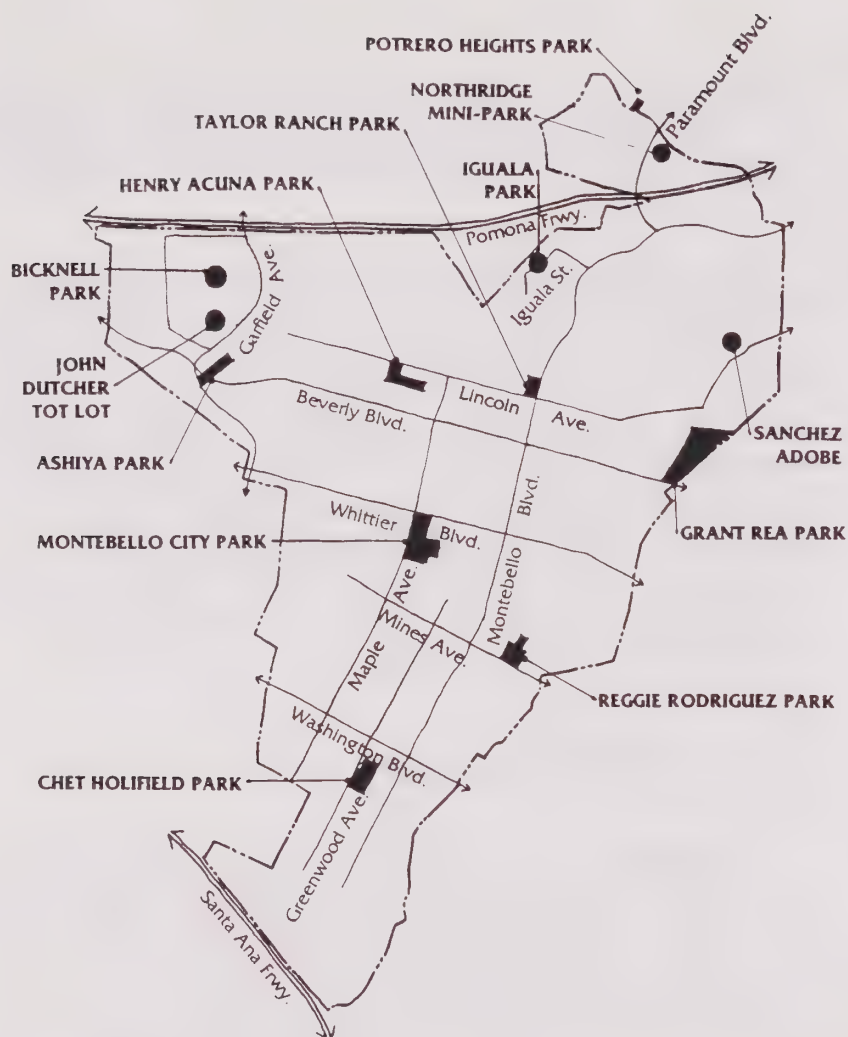 POTRERO HEIGHTS PARK
Paramount Blvd.
NORTHRIDGE
MINI-PARK
TAYLOR RANCH PARK
IGUALA
PARK
HENRY ACUNA PARK
Pomona Frwy.
BICKNELL
PARK
Garfield Ave.
Iguala St.
JOHN
DUTCHER
TOT LOT
Lincoln Ave.
Beverly Blvd.
SANCHEZ
ADOBE
ASHIYA PARK
GRANT REA PARK
Whittier Blvd.
MONTEBELLO CITY PARK
Montebello Blvd.
Maple Ave.
Mines Ave.
REGGIE RODRIGUEZ PARK
Washington Blvd.
CHET HOLIFIELD PARK
Greenwood Ave.
Santa Ana Frwy.